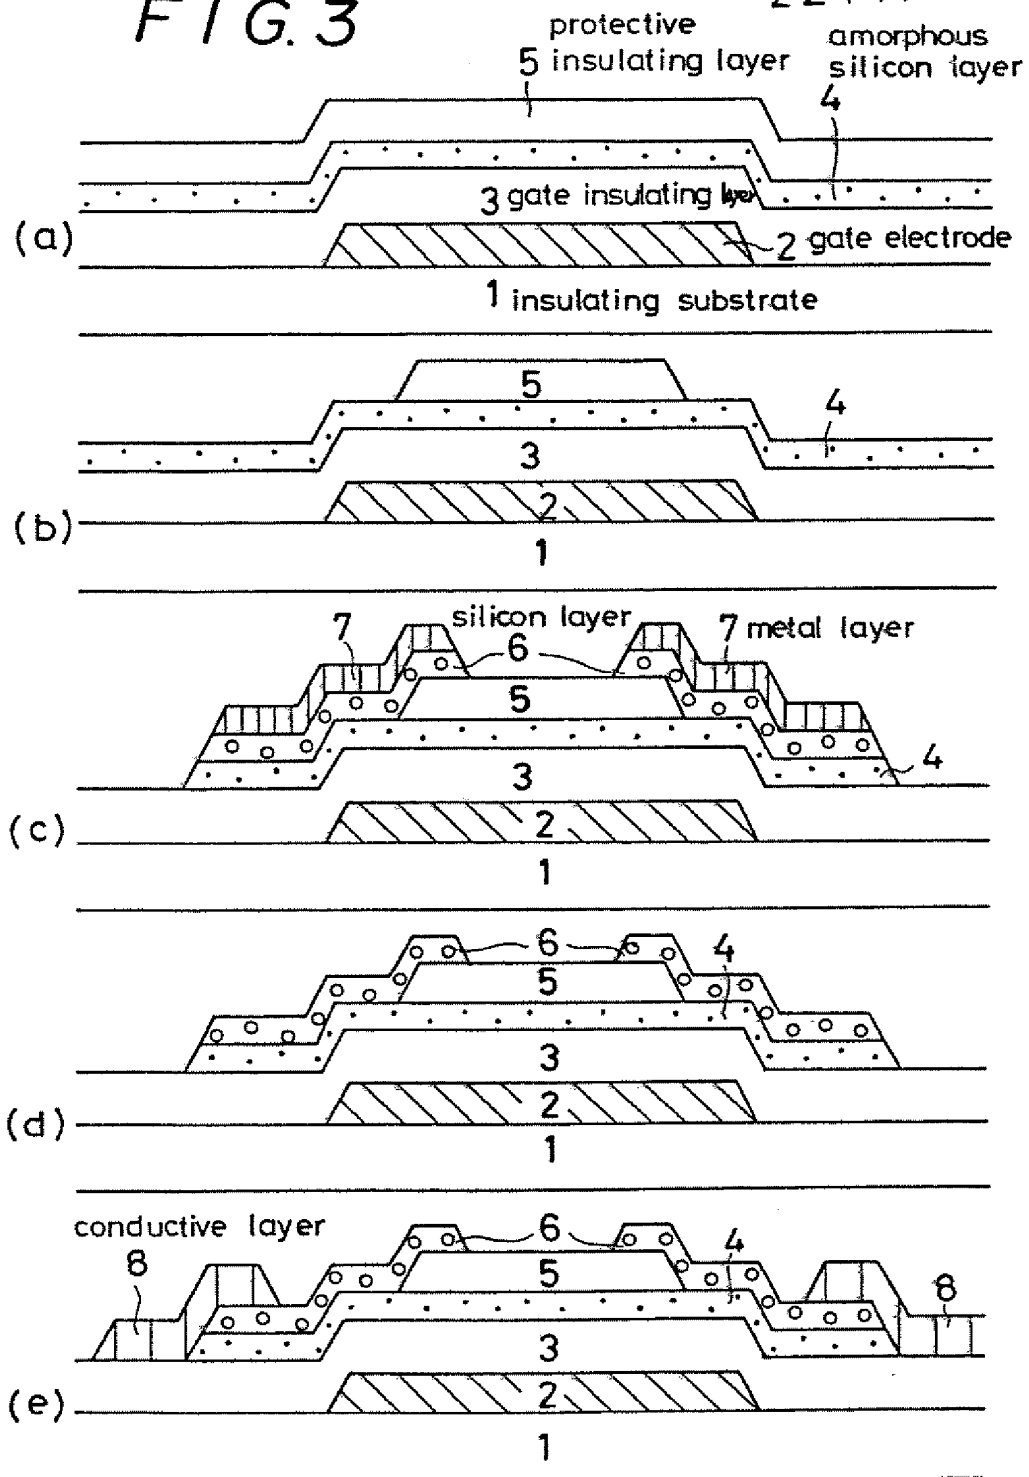 FIG. 3
protective
5 insulating layer
amorphous
silicon layer
4
3 gate insulating layer
(a)
2 gate electrode
1 insulating substrate
5
4
3
2
(b)
1
silicon layer
7
6
7 metal layer
5
4
3
2
(c)
1
6
4
5
3
2
(d)
1
conductive layer
6
4
8
5
8
3
2
(e)
1